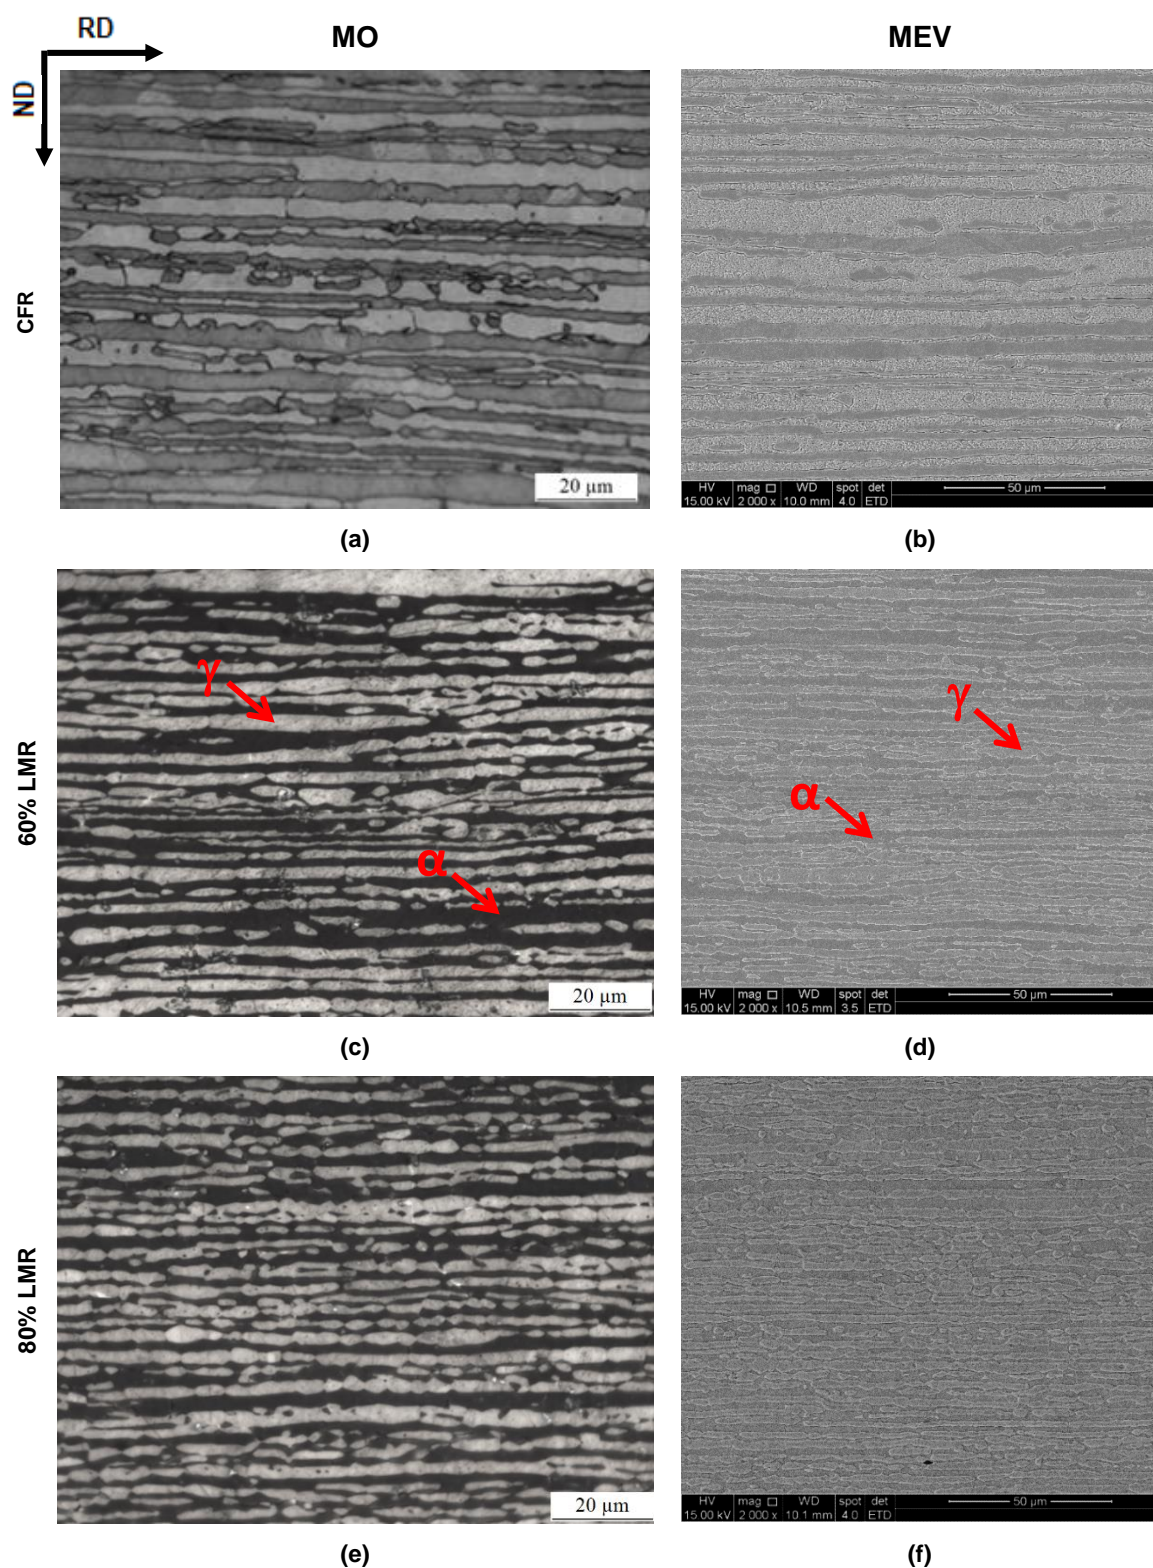 RD
MO
MEV
ND
CFR
20 µm
HV mag □ WD spot det
15.00 kV 2 000 x 10.0 mm 4.0 ETD
50 µm
(a)
(b)
60% LMR
γ
α
20 µm
γ
α
HV mag □ WD spot det
15.00 kV 2 000 x 10.5 mm 3.5 ETD
50 µm
(c)
(d)
80% LMR
20 µm
HV mag □ WD spot det
15.00 kV 2 000 x 10.1 mm 4.0 ETD
50 µm
(e)
(f)